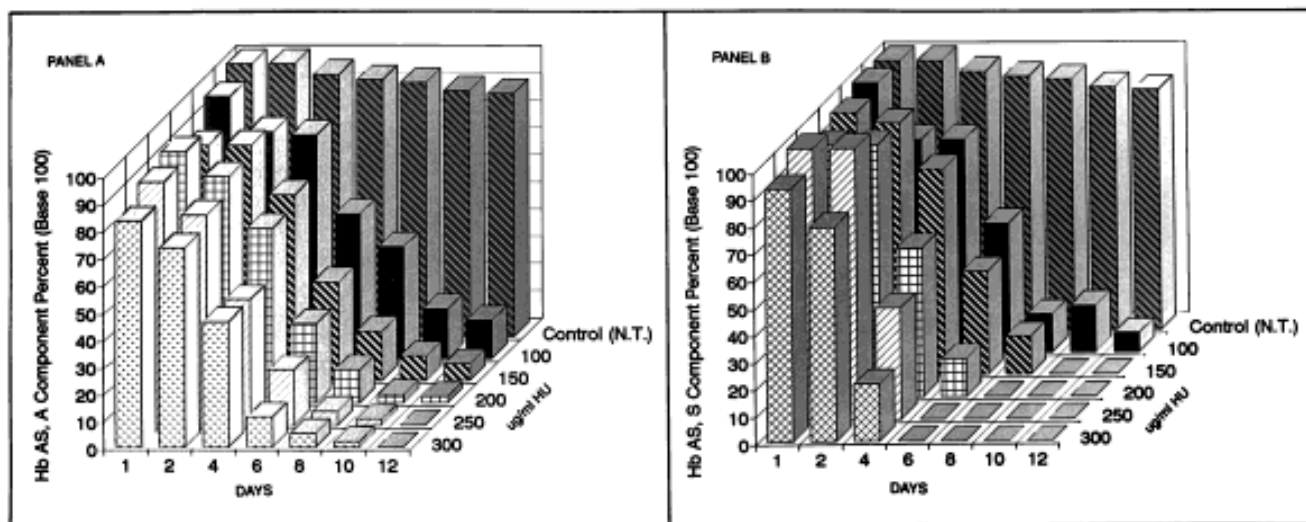 PANEL A
Hb AS, A Component Percent (Base 100)
100
90
80
70
60
50
40
30
20
10
0
1 2 4 6 8 10 12
DAYS
Control (N.T.)
100
150
200
250
300
ug/ml HU
PANEL B
Hb AS, S Component Percent (Base 100)
100
90
80
70
60
50
40
30
20
10
0
1 2 4 6 8 10 12
DAYS
Control (N.T.)
100
150
200
250
300
ug/ml HU